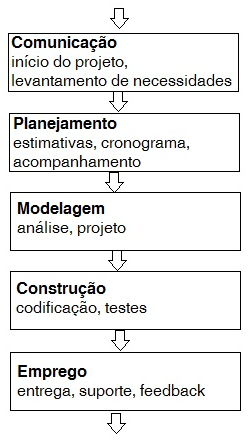 Comunicação
início do projeto,
levantamento de necessidades
Planejamento
estimativas, cronograma,
acompanhamento
Modelagem
análise, projeto
Construção
codificação, testes
Emprego
entrega, suporte, feedback